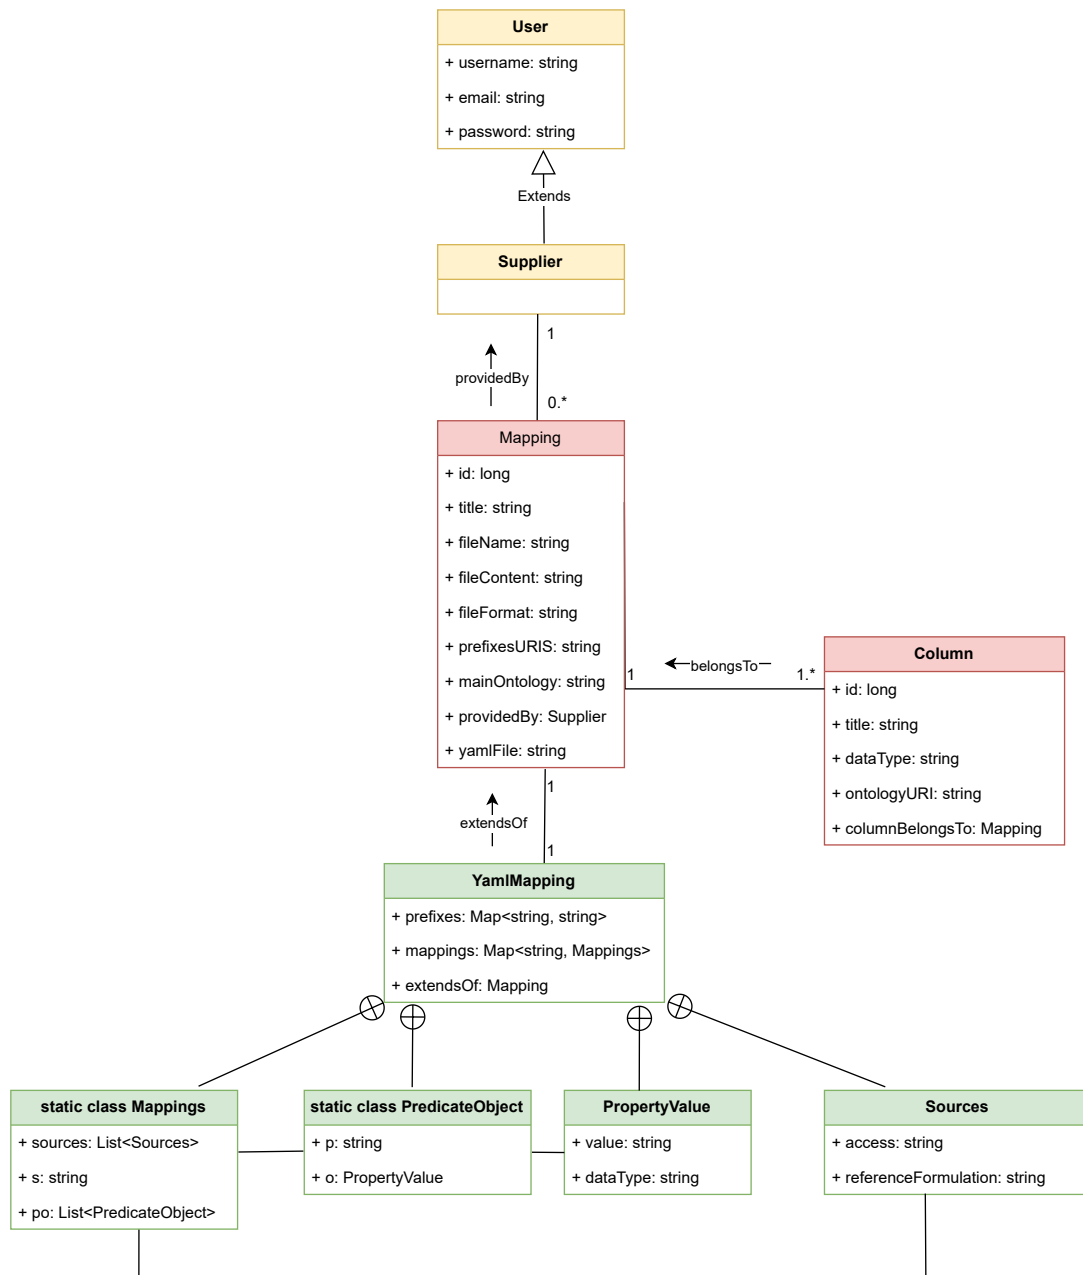 User
+ username: string
+ email: string
+ password: string
Extends
Supplier
1
providedBy
0.*
Mapping
+ id: long
+ title: string
+ fileName: string
+ fileContent: string
+ fileFormat: string
+ prefixesURIS: string
+ mainOntology: string
+ providedBy: Supplier
+ yamlFile: string
1
belongsTo
1.*
Column
+ id: long
+ title: string
+ dataType: string
+ ontologyURI: string
+ columnBelongsTo: Mapping
1
extendsOf
1
YamlMapping
+ prefixes: Map<string, string>
+ mappings: Map<string, Mappings>
+ extendsOf: Mapping
static class Mappings
+ sources: List<Sources>
+ s: string
+ po: List<PredicateObject>
static class PredicateObject
+ p: string
+ o: PropertyValue
PropertyValue
+ value: string
+ dataType: string
Sources
+ access: string
+ referenceFormulation: string